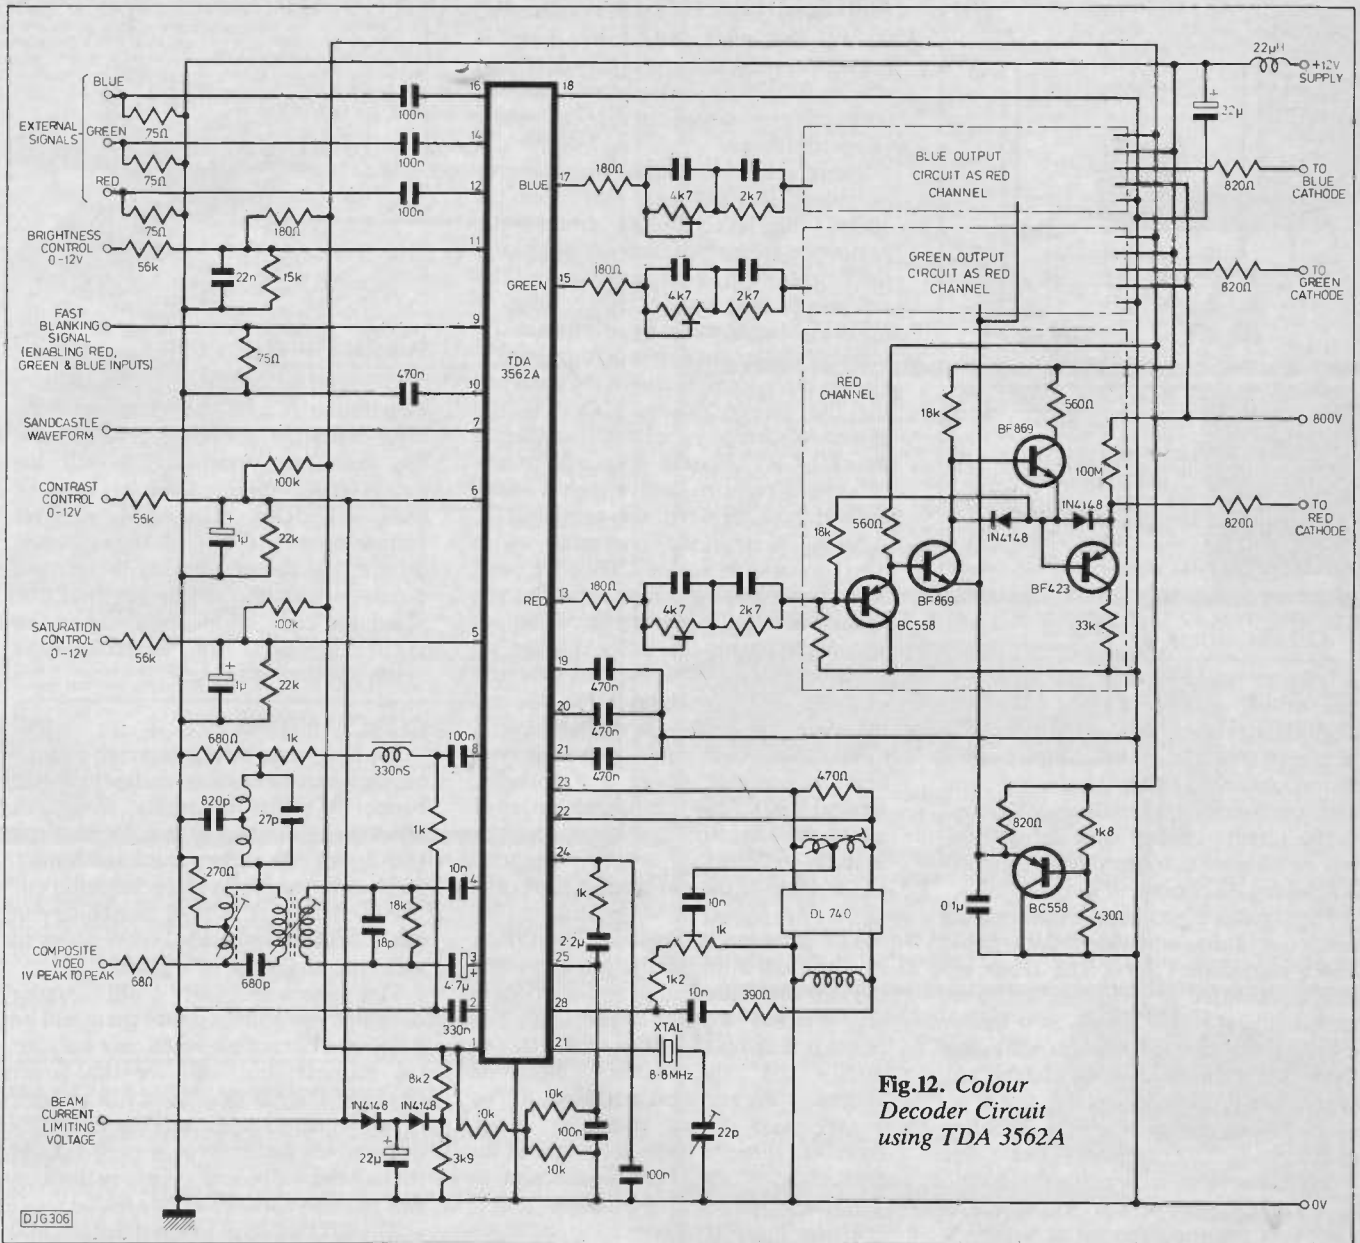 BLUE
EXTERNAL
SIGNALS
GREEN
RED
75Ω
75Ω
75Ω
100n
100n
100n
16
14
12
18
22µH
+12V
SUPPLY
BRIGHTNESS
CONTROL
0-12V
56k
180Ω
22n
15k
11
FAST
BLANKING
SIGNAL
(ENABLING RED,
GREEN & BLUE INPUTS)
75Ω
9
470n
10
SANDCASTLE
WAVEFORM
7
CONTRAST
CONTROL
0-12V
56k
100k
1µ
22k
6
SATURATION
CONTROL
0-12V
56k
100k
1µ
22k
5
680Ω
1k
330nS
100n
8
820p
27p
1k
270Ω
10n
4
18k
18p
COMPOSITE
VIDEO
1V PEAK TO PEAK
68Ω
680p
4·7µ
3
330n
2
1
8k2
BEAM
CURRENT
LIMITING
VOLTAGE
1N4148
1N4148
22µ
3k9
10k
10k
10k
100n
100n
TDA
3562A
BLUE
17
180Ω
4k7
2k7
GREEN
15
180Ω
4k7
2k7
RED
13
180Ω
4k7
2k7
BLUE OUTPUT
CIRCUIT AS RED
CHANNEL
GREEN OUTPUT
CIRCUIT AS RED
CHANNEL
RED
CHANNEL
820Ω
TO
BLUE
CATHODE
820Ω
TO
GREEN
CATHODE
18k
560Ω
BF869
100M
800V
18k
560Ω
1N4148
1N4148
820Ω
TO
RED
CATHODE
BC558
BF869
BF423
33k
19
470n
20
470n
21
470n
23
470Ω
22
24
1k
10n
DL 740
2·2µ
1k
25
1k2
10n
390Ω
28
XTAL
21
8·8MHz
22p
820Ω
1k8
0·1µ
BC558
430Ω
Fig.12. Colour
Decoder Circuit
using TDA 3562A
0V
DJG306